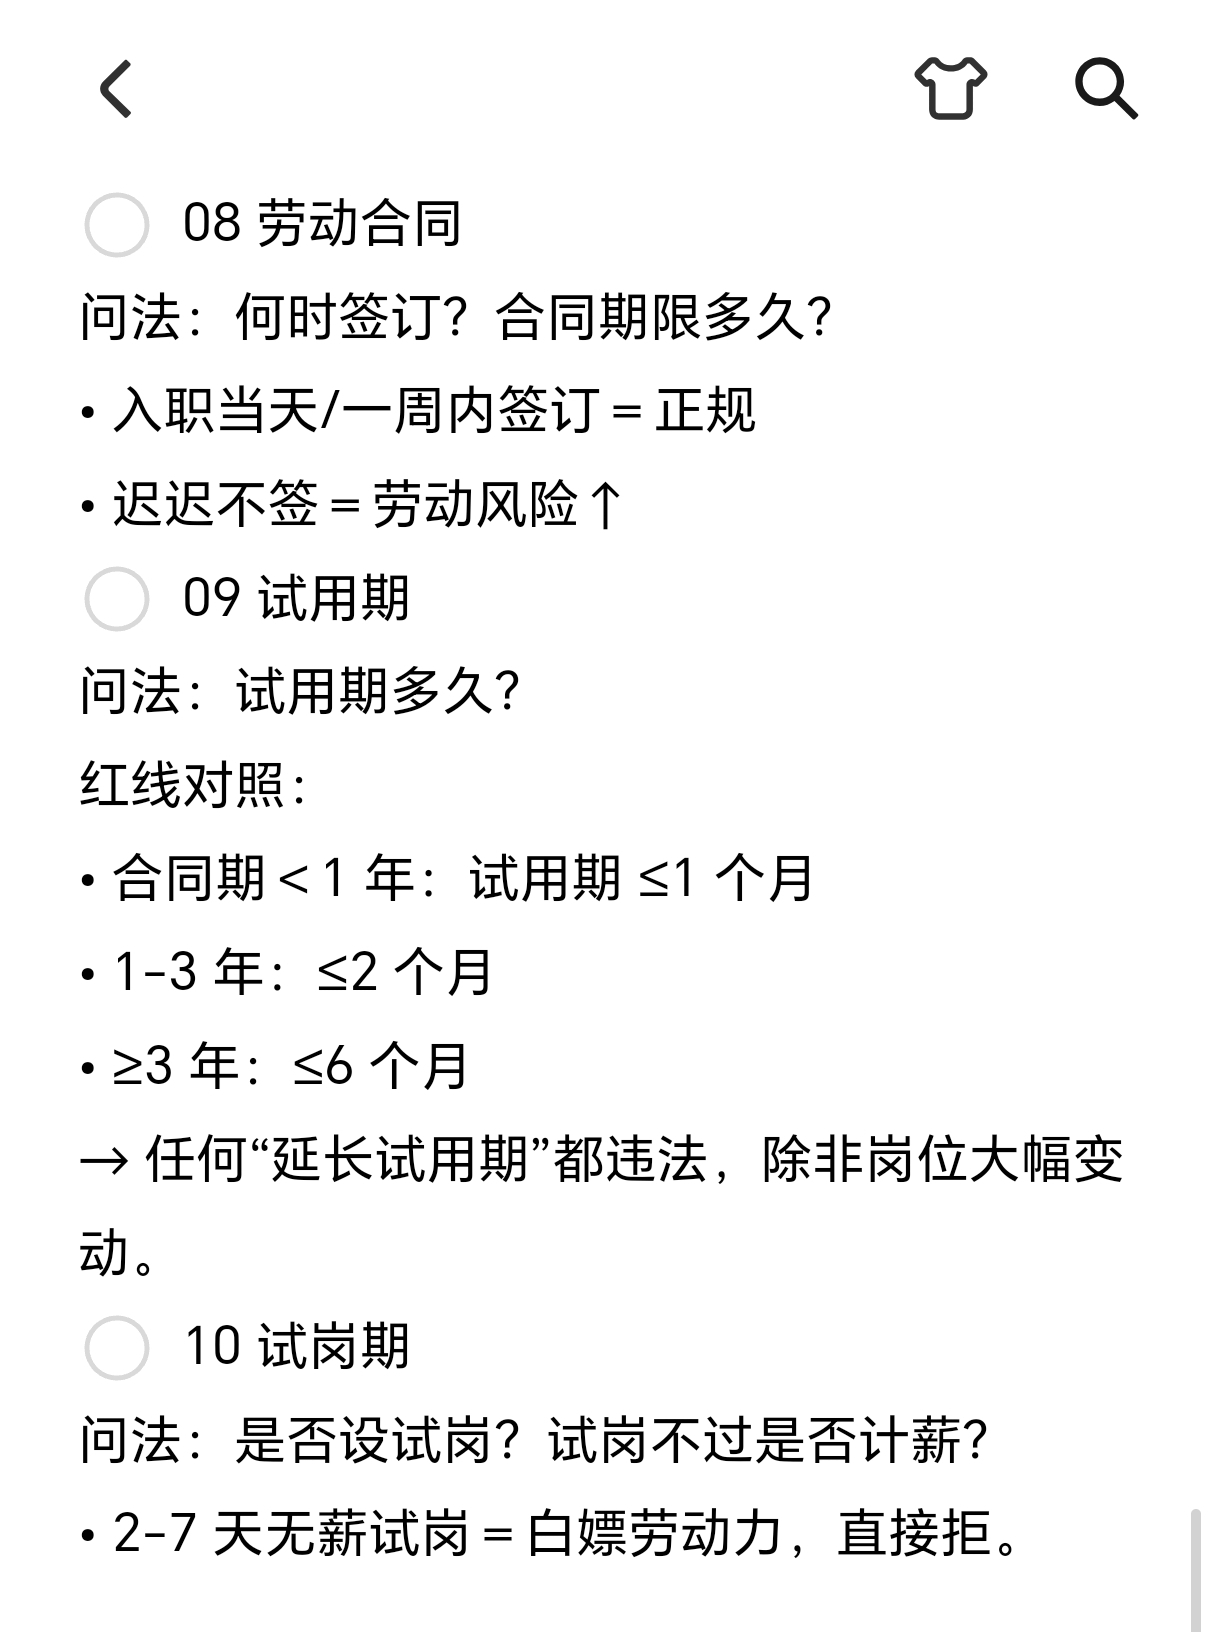 08 劳动合同
问法：何时签订？合同期限多久？
• 入职当天/一周内签订＝正规
• 迟迟不签＝劳动风险↑
09 试用期
问法：试用期多久？
红线对照：
• 合同期＜1 年：试用期 ≤1 个月
• 1–3 年：≤2 个月
• ≥3 年：≤6 个月
→ 任何“延长试用期”都违法，除非岗位大幅变
动。
10 试岗期
问法：是否设试岗？试岗不过是否计薪？
• 2–7 天无薪试岗＝白嫖劳动力，直接拒。